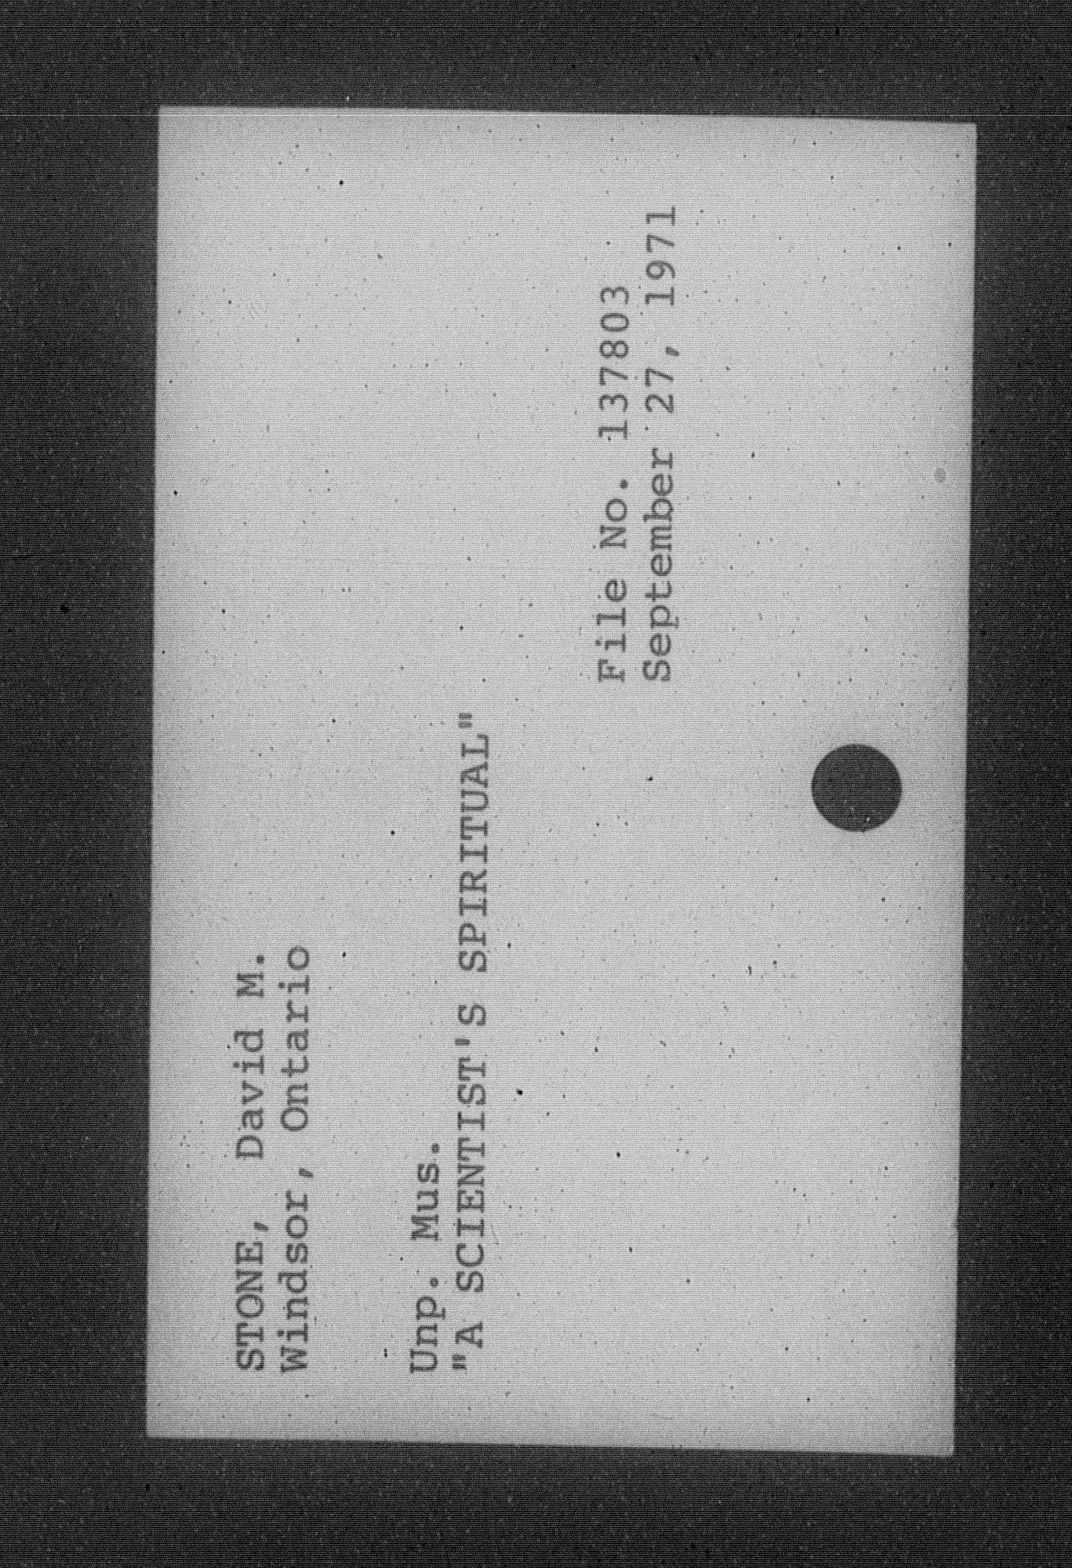 STONE, David M.
Windsor, Ontario
Unp. Mus.
"A SCIENTIST'S SPIRITUAL"
File No. 137803
September 27, 1971